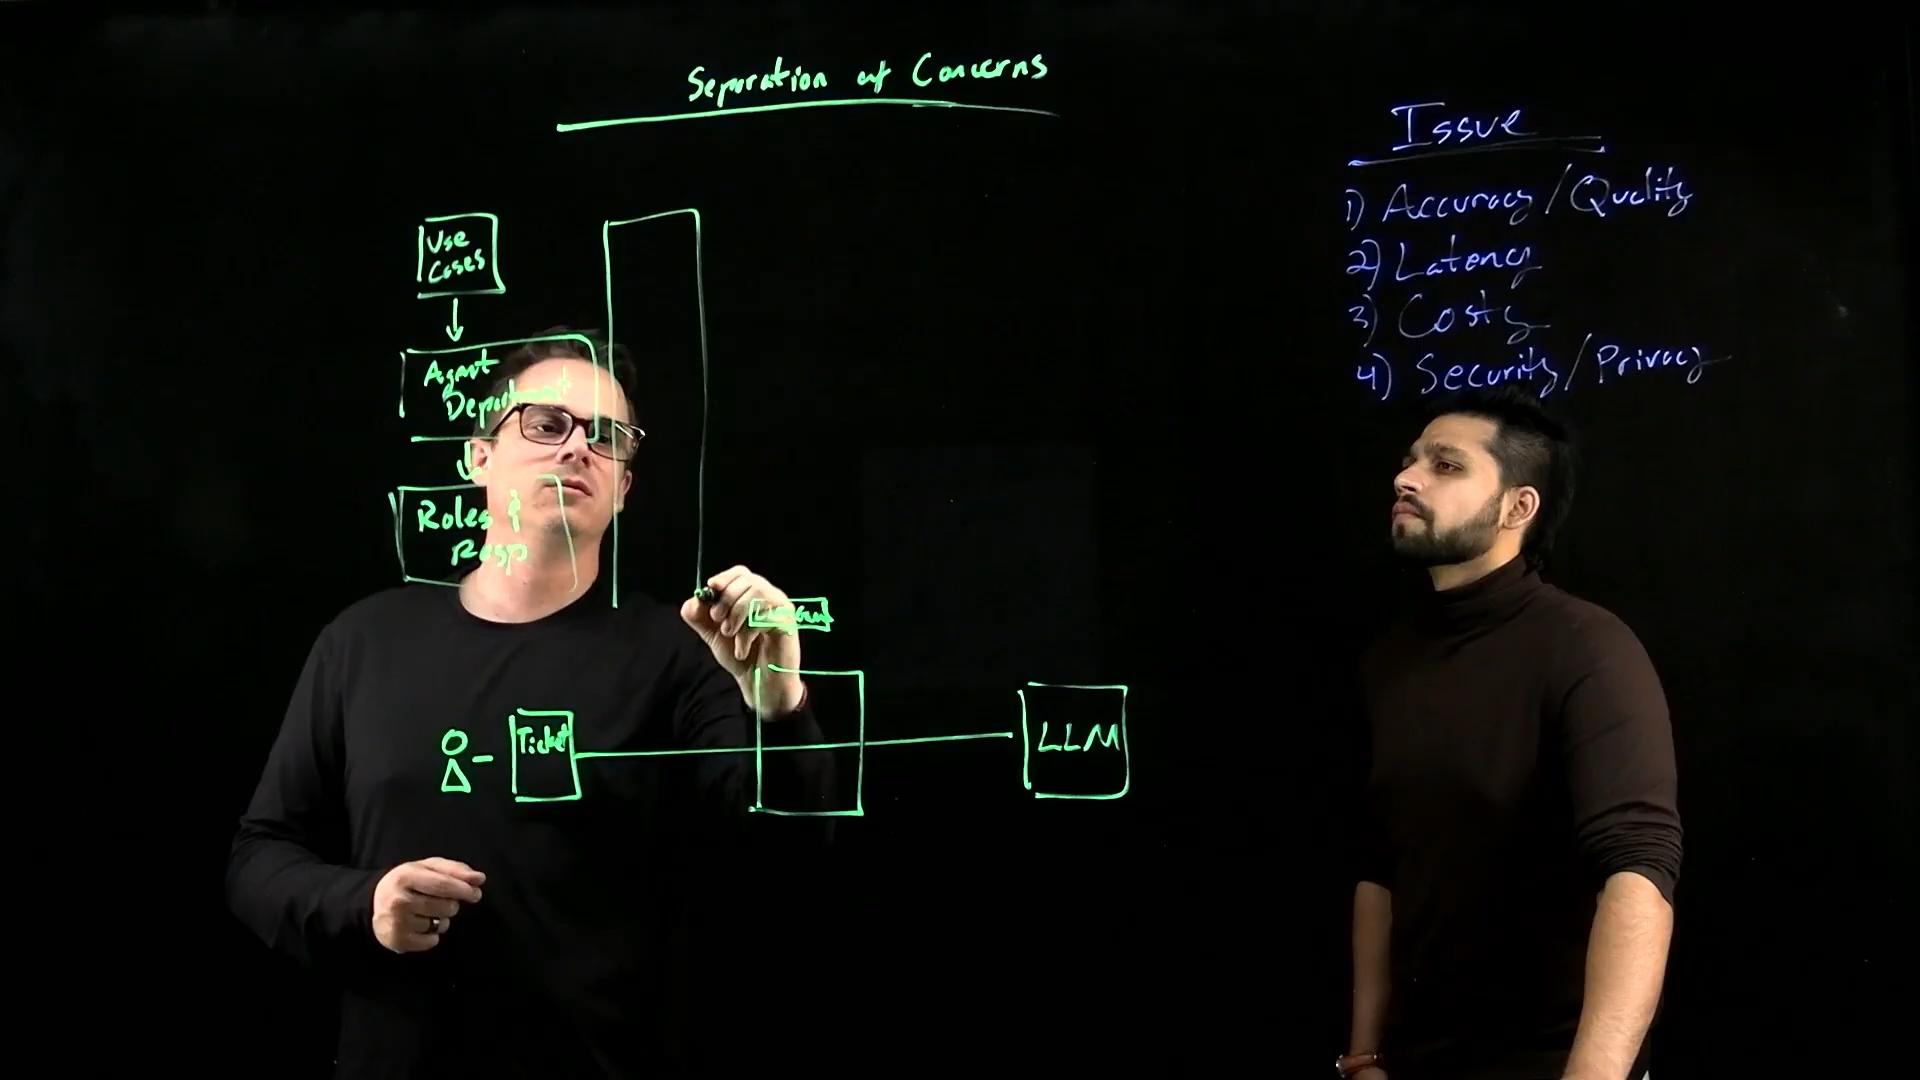 Separation of Concerns
Issue
1) Accuracy/Quality
2) Latency
3) Costs
4) Security/Privacy
Use
Cases
Agent
Department
Roles &
Resp
Ticket
LLM